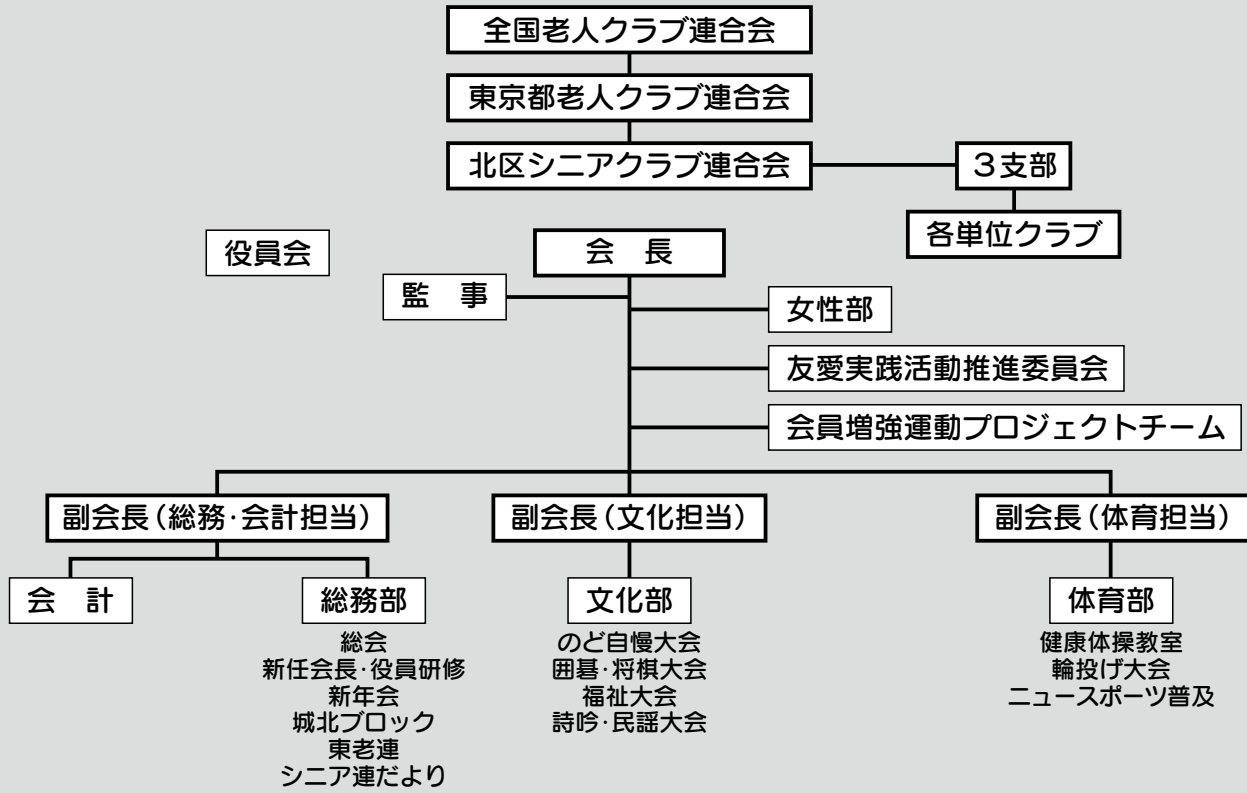 全国老人クラブ連合会
東京都老人クラブ連合会
北区シニアクラブ連合会
3支部
各単位クラブ
役員会
会　長
監　事
女性部
友愛実践活動推進委員会
会員増強運動プロジェクトチーム
副会長(総務･会計担当)
副会長(文化担当)
副会長(体育担当)
会　計
総務部
総会
新任会長･役員研修
新年会
城北ブロック
東老連
シニア連だより
文化部
のど自慢大会
囲碁･将棋大会
福祉大会
詩吟･民謡大会
体育部
健康体操教室
輪投げ大会
ニュースポーツ普及